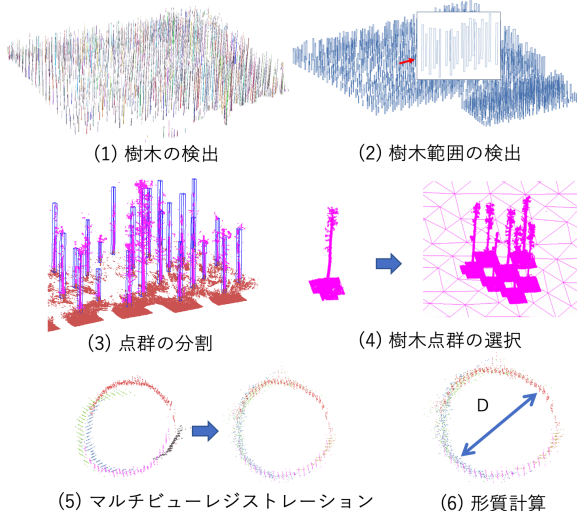 (1) 樹木の検出
(2) 樹木範囲の検出
(3) 点群の分割
(4) 樹木点群の選択
D
(5) マルチビューレジストレーション
(6) 形質計算